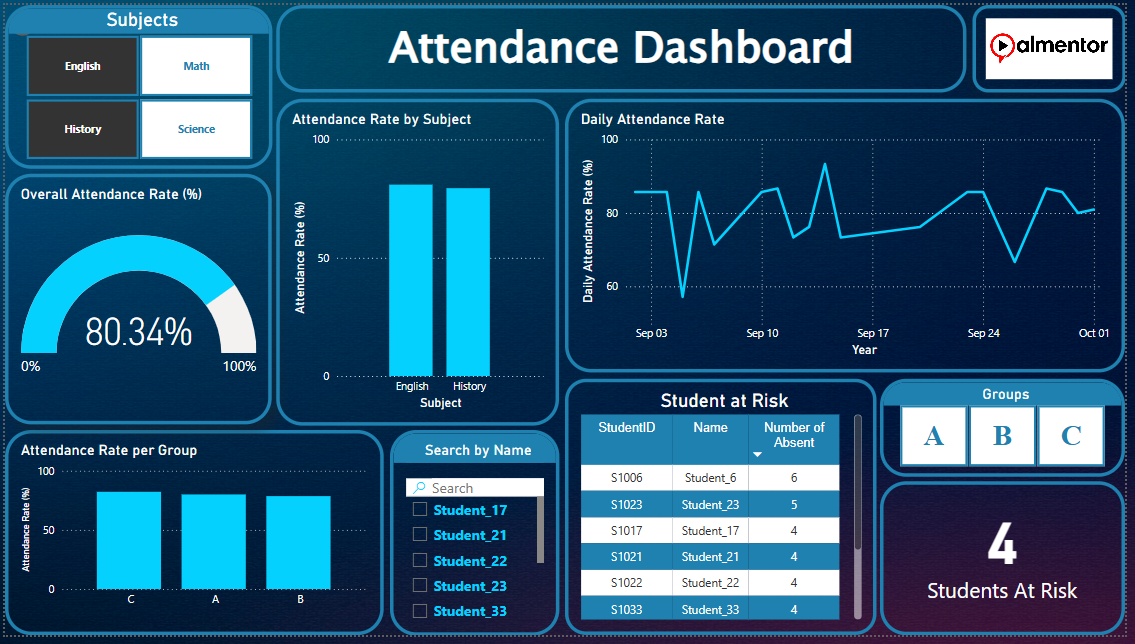 Subjects
English
Math
History
Science
Attendance Dashboard
almentor
Overall Attendance Rate (%)
80.34%
0%
100%
Attendance Rate by Subject
100
50
0
Attendance Rate (%)
English
History
Subject
Daily Attendance Rate
100
80
60
Daily Attendance Rate (%)
Sep 03
Sep 10
Sep 17
Sep 24
Oct 01
Year
Attendance Rate per Group
100
50
0
Attendance Rate (%)
C
A
B
Search by Name
Search
Student_17
Student_21
Student_22
Student_23
Student_33
Student at Risk
StudentID Name Number of
Absent
S1006 Student_6 6
S1023 Student_23 5
S1017 Student_17 4
S1021 Student_21 4
S1022 Student_22 4
S1033 Student_33 4
Groups
A
B
C
4
Students At Risk